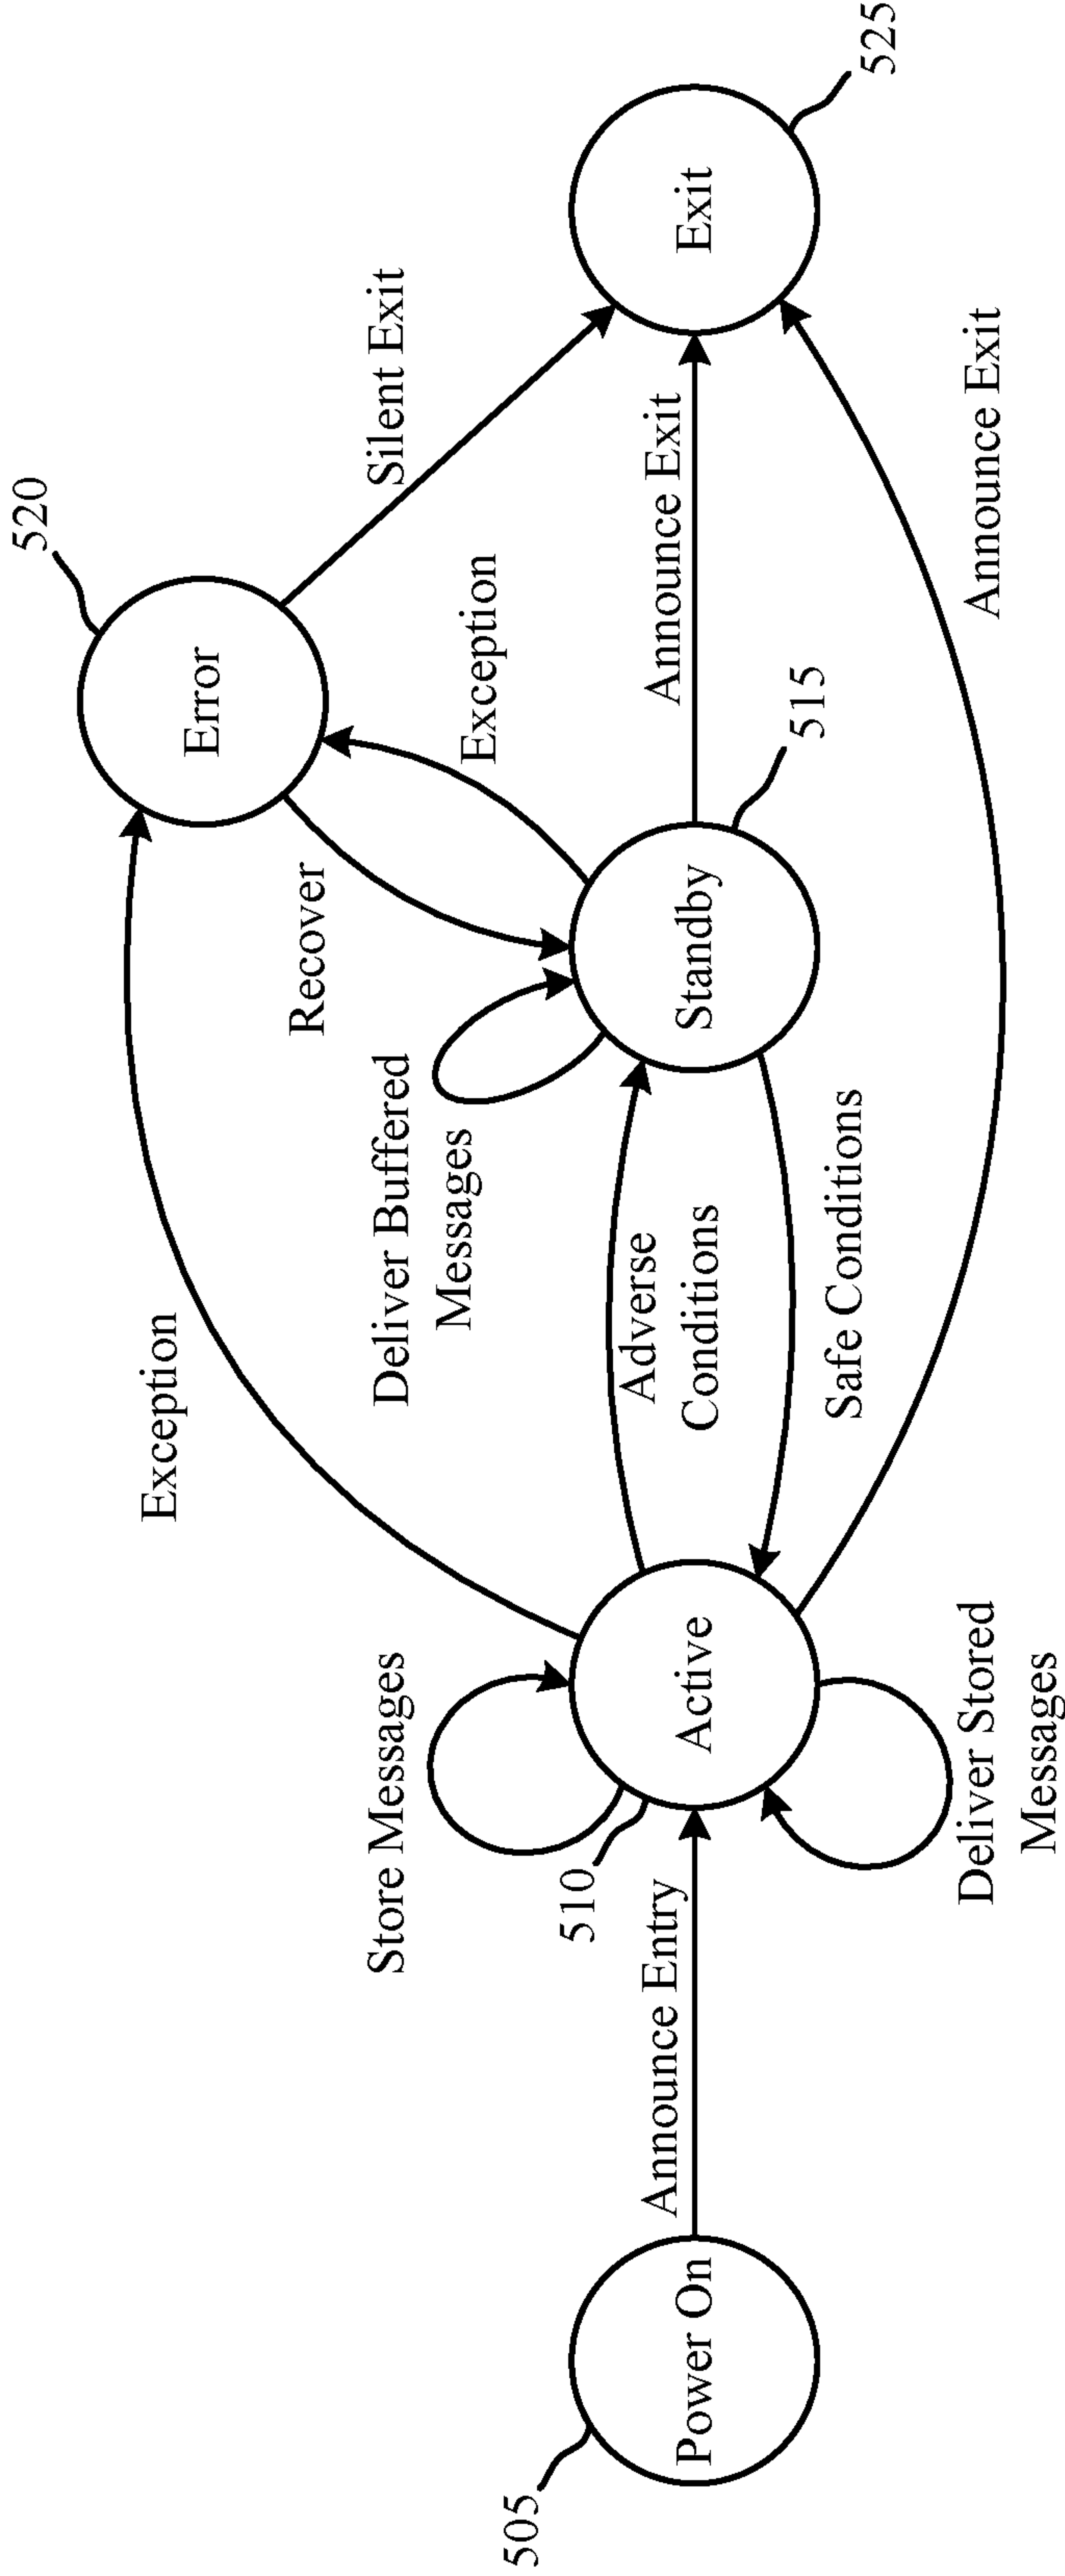 520
Error
Exception
Silent Exit
Recover
Exception
Store Messages
Deliver Buffered
Messages
525
Exit
Announce Exit
Standby
515
Adverse
Conditions
Safe Conditions
510
Active
Announce Entry
505
Power On
Deliver Stored
Messages
Announce Exit